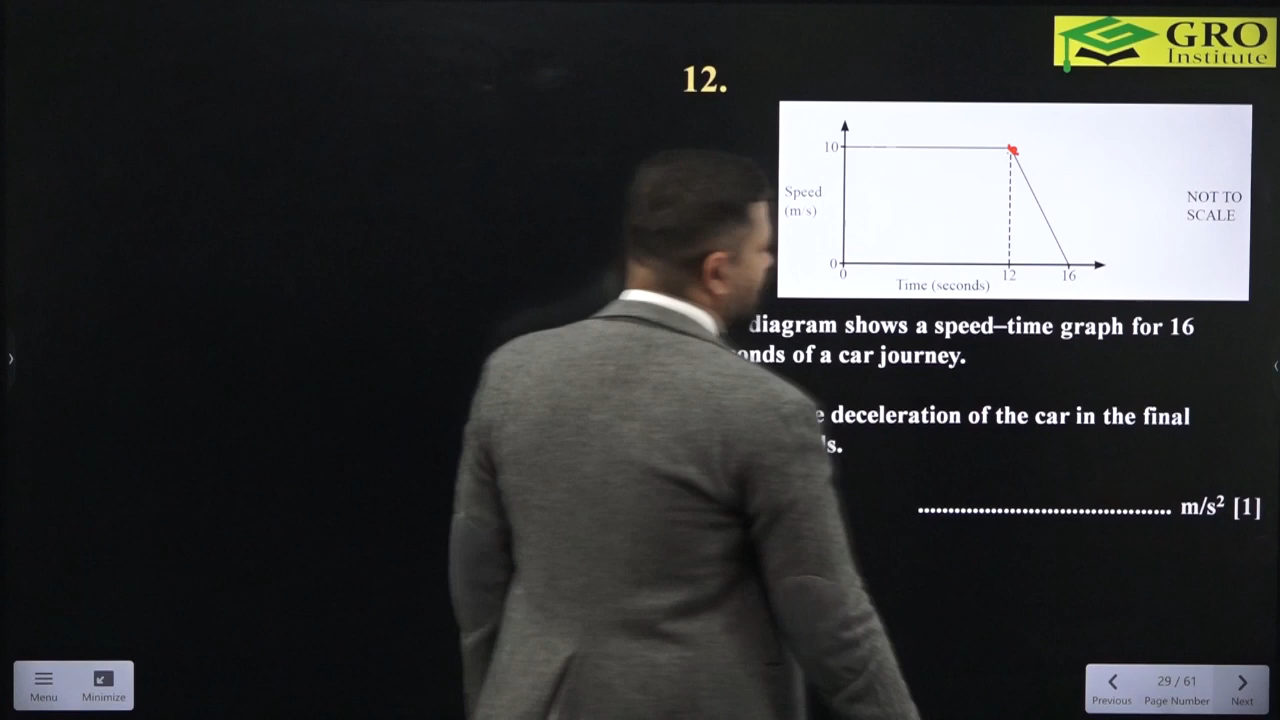 GRO
Institute
12.
10
Speed
(m/s)
NOT TO
SCALE
0
0
12
16
Time (seconds)
diagram shows a speed–time graph for 16
of a car journey.
deceleration of the car in the final
........................................ m/s² [1]
Menu
Minimize
29 / 61
Previous
Page Number
Next